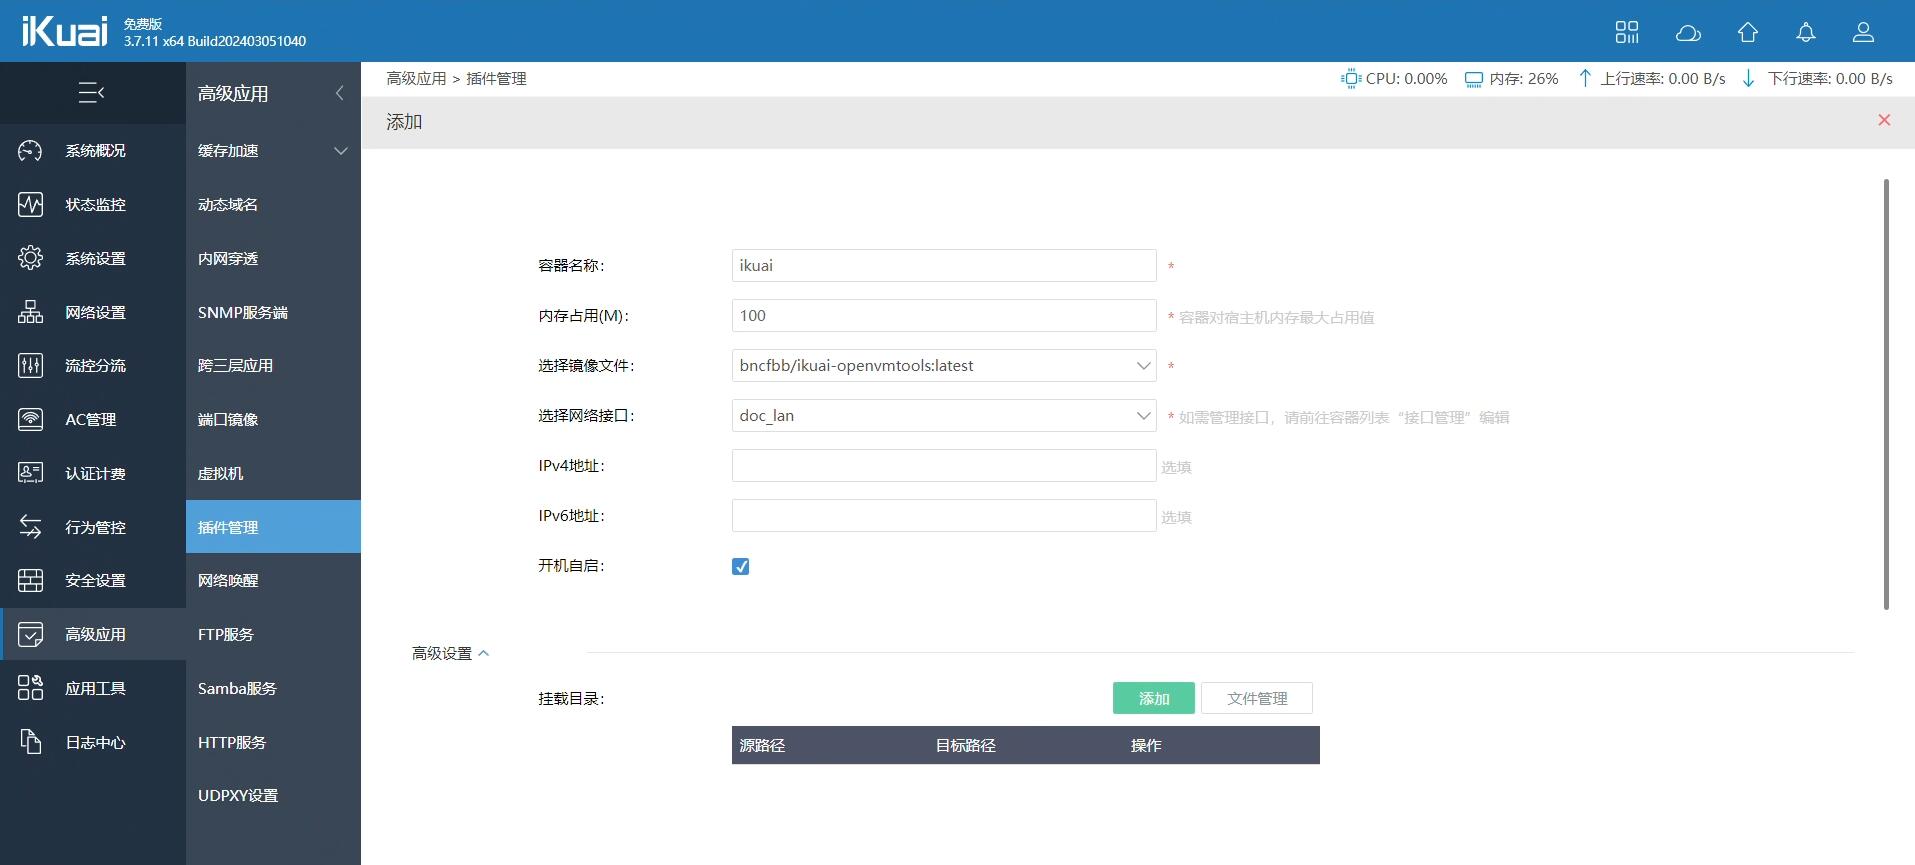 iKuai
免费版
3.7.11 x64 Build202403051040
高级应用
高级应用 > 插件管理
CPU: 0.00%
内存: 26%
上行速率: 0.00 B/s
下行速率: 0.00 B/s
添加
系统概况
状态监控
系统设置
网络设置
流控分流
AC管理
认证计费
行为管控
安全设置
高级应用
应用工具
日志中心
缓存加速
动态域名
内网穿透
SNMP服务端
跨三层应用
端口镜像
虚拟机
插件管理
网络唤醒
FTP服务
Samba服务
HTTP服务
UDPXY设置
容器名称: ikuai *
内存占用(M): 100 * 容器对宿主机内存最大占用值
选择镜像文件: bncfbb/ikuai-openvmtools:latest *
选择网络接口: doc_lan * 如需管理接口，请前往容器列表“接口管理”编辑
IPv4地址: 选填
IPv6地址: 选填
开机自启:
高级设置
挂载目录: 添加 文件管理
源路径 目标路径 操作